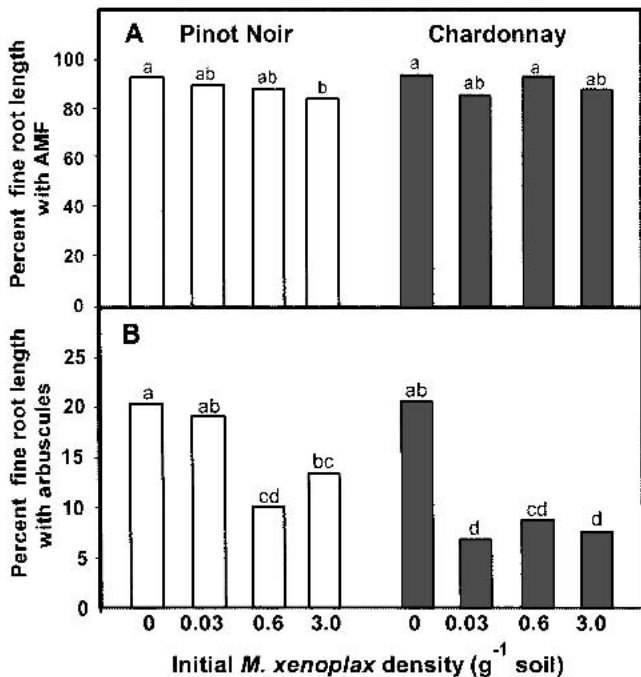 A Pinot Noir Chardonnay
Percent fine root length
with AMF
100
80
60
40
20
0
a ab ab b a ab a ab
B
Percent fine root length
with arbuscules
25
20
15
10
5
0
a ab cd bc ab d cd d
0 0.03 0.6 3.0 0 0.03 0.6 3.0
Initial M. xenoplax density (g⁻¹ soil)